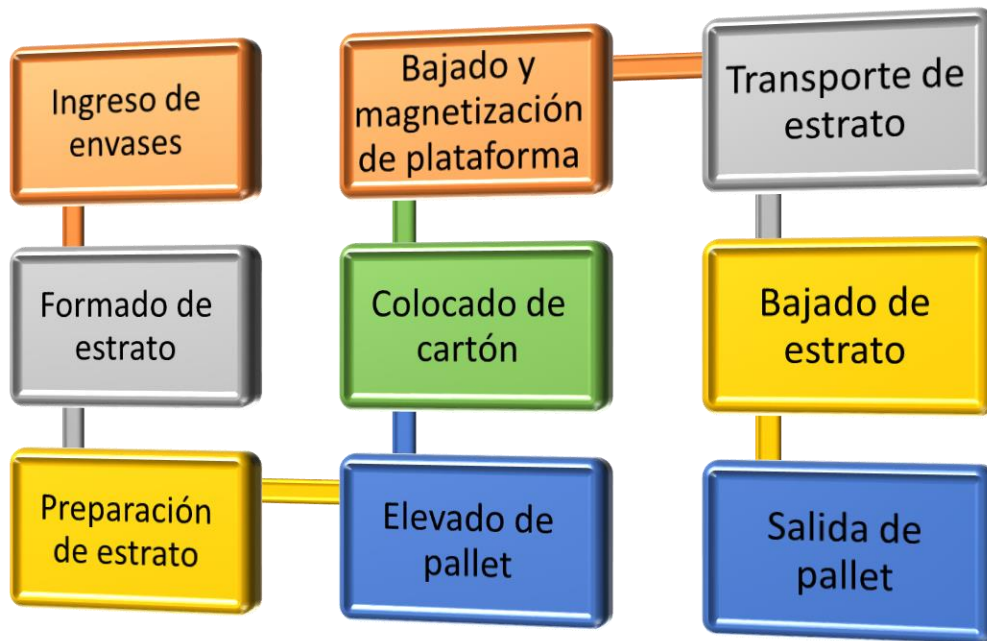 Ingreso de
envases
Formado de
estrato
Preparación
de estrato
Elevado de
pallet
Colocado de
cartón
Bajado y
magnetización
de plataforma
Transporte de
estrato
Bajado de
estrato
Salida de
pallet